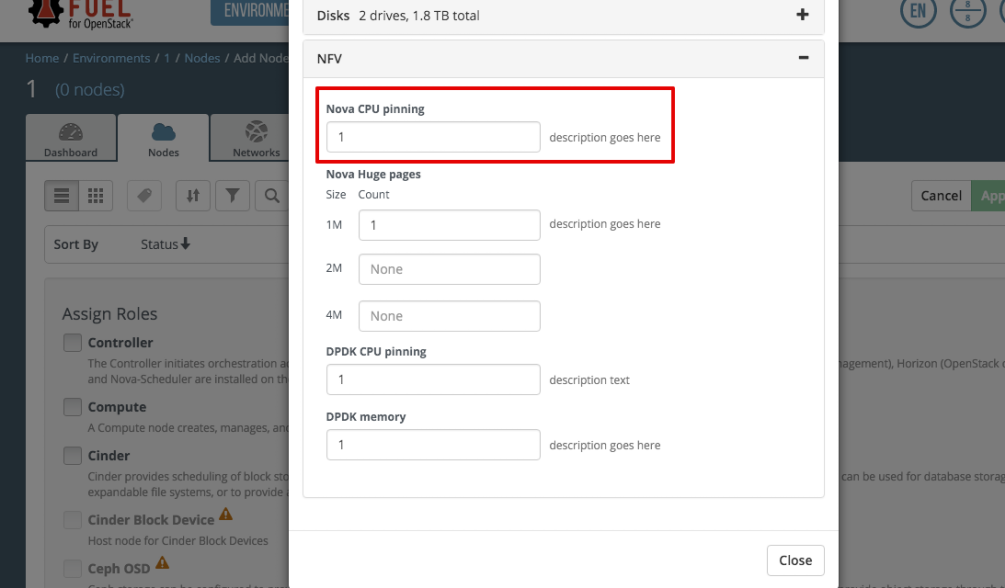 FUEL
for OpenStack
ENVIRONME
EN
8
8
Home / Environments / 1 / Nodes / Add Node
1 (0 nodes)
Dashboard
Nodes
Networks
Cancel
App
Sort By Status
Assign Roles
Controller
The Controller initiates orchestration a
agement), Horizon (OpenStack
and Nova-Scheduler are installed on th
Compute
A Compute node creates, manages, an
Cinder
Cinder provides scheduling of block sto
can be used for database storag
expandable file systems, or to provide
Cinder Block Device
Host node for Cinder Block Devices
Ceph OSD
Disks 2 drives, 1.8 TB total
NFV
Nova CPU pinning
1 description goes here
Nova Huge pages
Size Count
1M 1 description goes here
2M None
4M None
DPDK CPU pinning
1 description text
DPDK memory
1 description goes here
Close